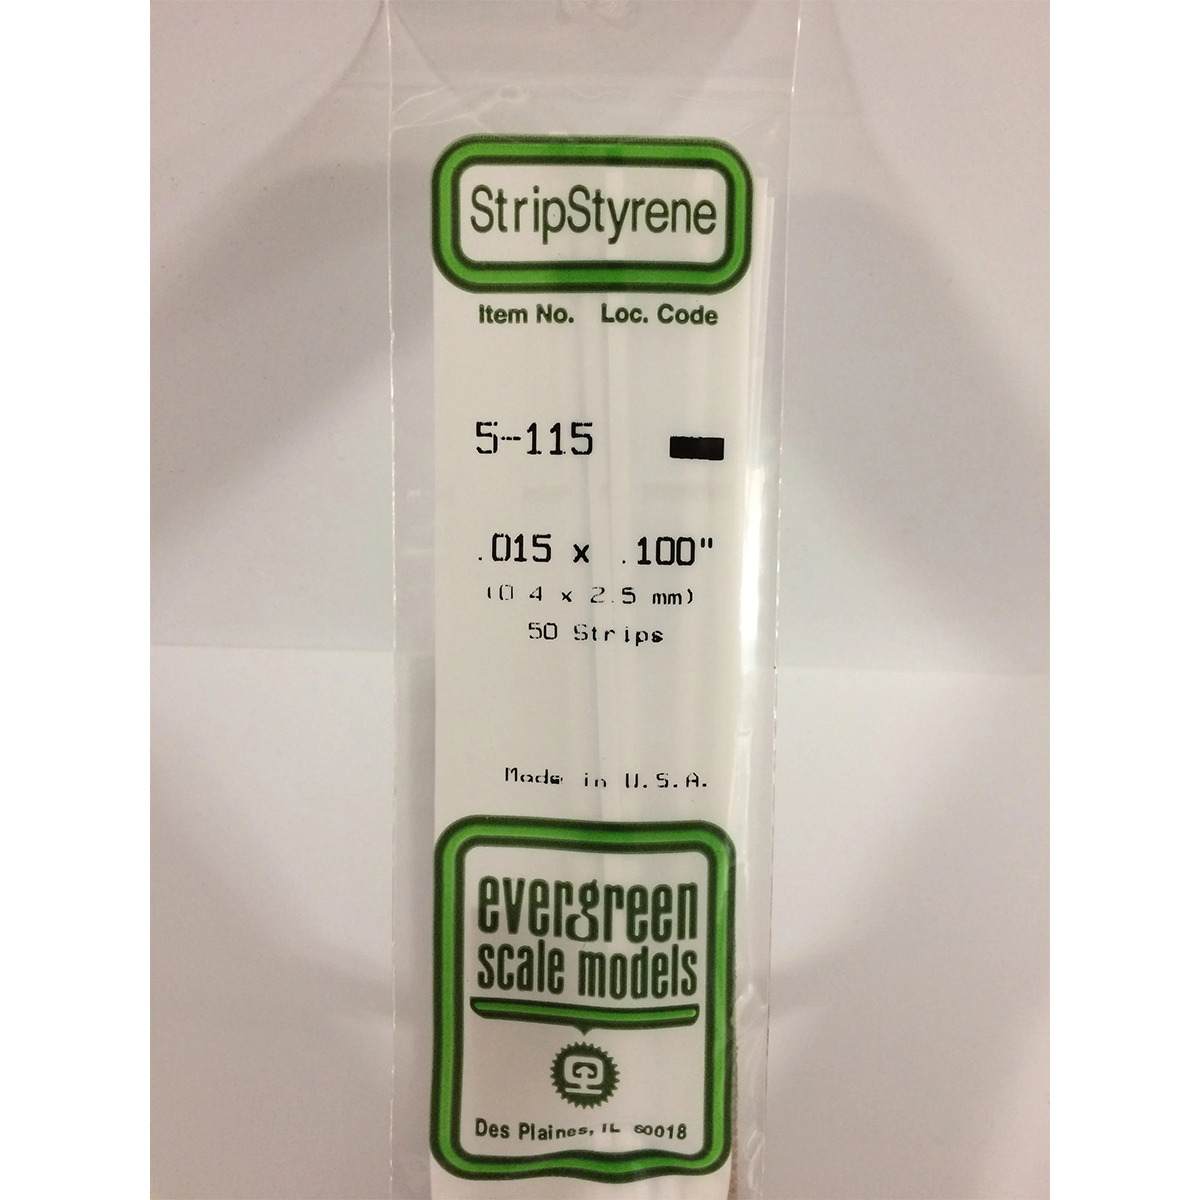 StripStyrene
Item No. Loc. Code
5-115
.015 x .100"
(0.4 x 2.5 mm)
50 Strips
Made in U.S.A.
evergreen
scale models
Des Plaines, IL 60018